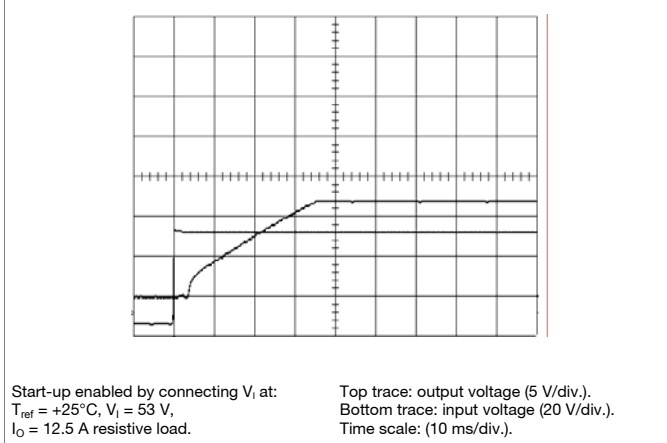 Start-up enabled by connecting VI at:
Tref = +25°C, VI = 53 V,
IO = 12.5 A resistive load.
Top trace: output voltage (5 V/div.).
Bottom trace: input voltage (20 V/div.).
Time scale: (10 ms/div.).